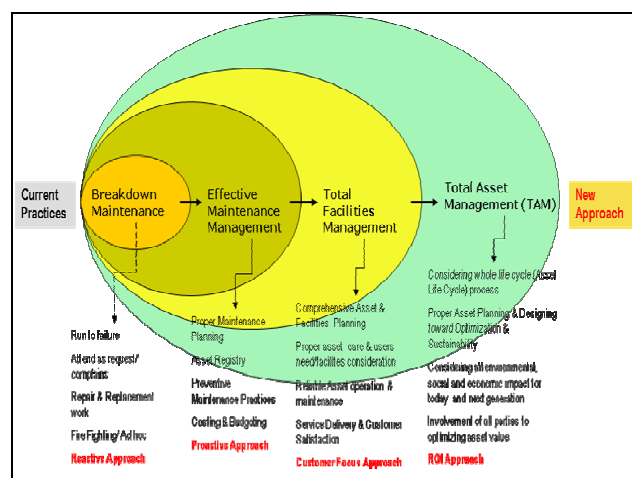 Current
Practices
Breakdown
Maintenance
Effective
Maintenance
Management
Total
Facilities
Management
Total Asset
Management (TAM)
New
Approach
Run to failure
Attend as request/
complains
Repair & Replacement
work
Fire Fighting/ Ad hoc
Reactive Approach
Proper Maintenance
Planning
Asset Registry
Preventive
Maintenance Practices
Costing & Budgeting
Proactive Approach
Comprehensive Asset &
Facilities Planning
Proper asset care & users
need/facilites consideration
Reliable Asset operation &
maintenance
Service Delivery & Customer
Satisfaction
Customer Focus Approach
Considering whole life cycle (Asset
Life Cycle) process
Proper Asset Planning & Designing
toward Optimization &
Sustainability
Considering all environmental,
social and economic impact for
today and next generation
Involvement of all parties to
optimizing asset value
ROI Approach